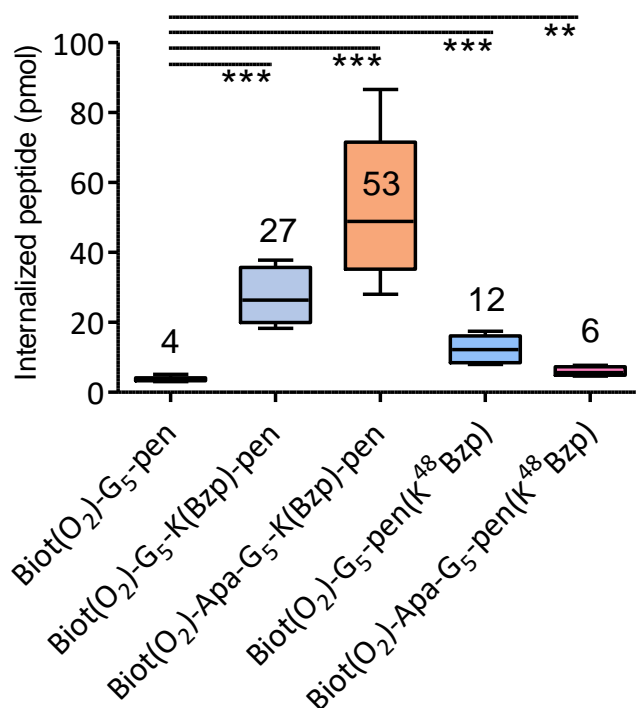 100
80
60
40
20
0
Internalized peptide (pmol)
***
***
***
**
4
27
53
12
6
Biot(O₂)-G₅-pen
Biot(O₂)-G₅-K(Bzp)-pen
Biot(O₂)-Apa-G₅-K(Bzp)-pen
Biot(O₂)-G₅-pen(K⁴⁸Bzp)
Biot(O₂)-Apa-G₅-pen(K⁴⁸Bzp)